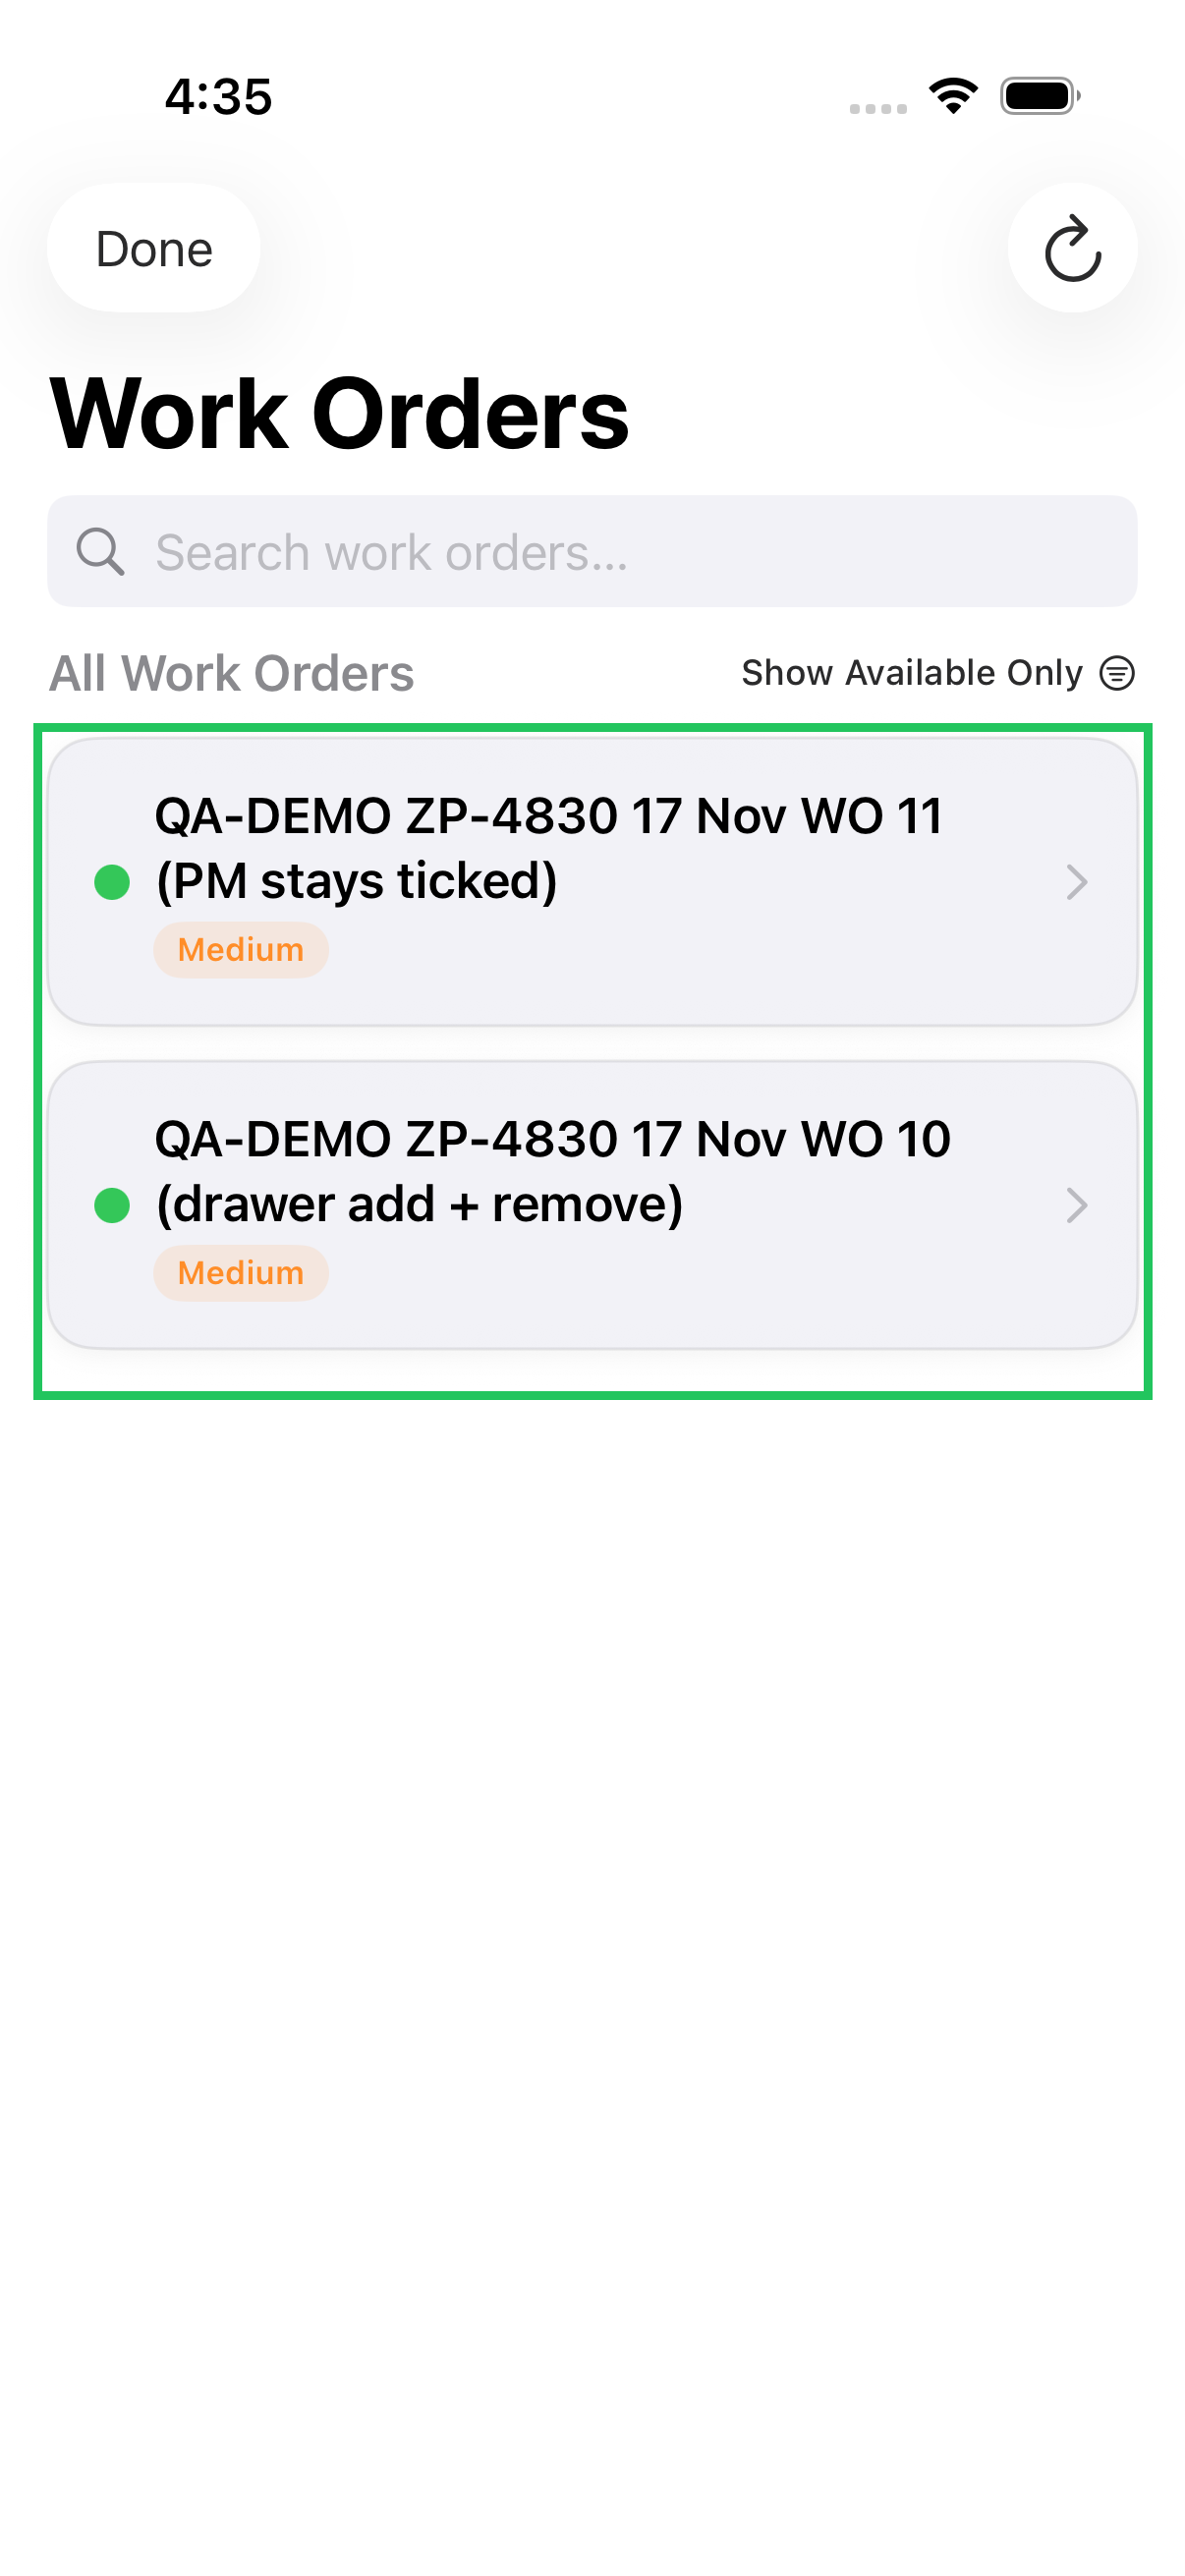 4:35
Done
Work Orders
Search work orders...
All Work Orders
Show Available Only
QA-DEMO ZP-4830 17 Nov WO 11
(PM stays ticked)
Medium
QA-DEMO ZP-4830 17 Nov WO 10
(drawer add + remove)
Medium